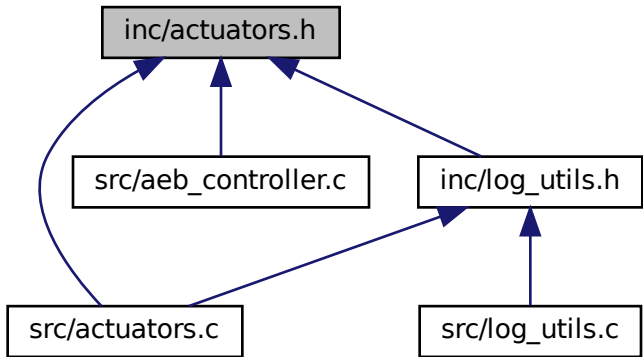 inc/actuators.h
src/aeb_controller.c
inc/log_utils.h
src/actuators.c
src/log_utils.c